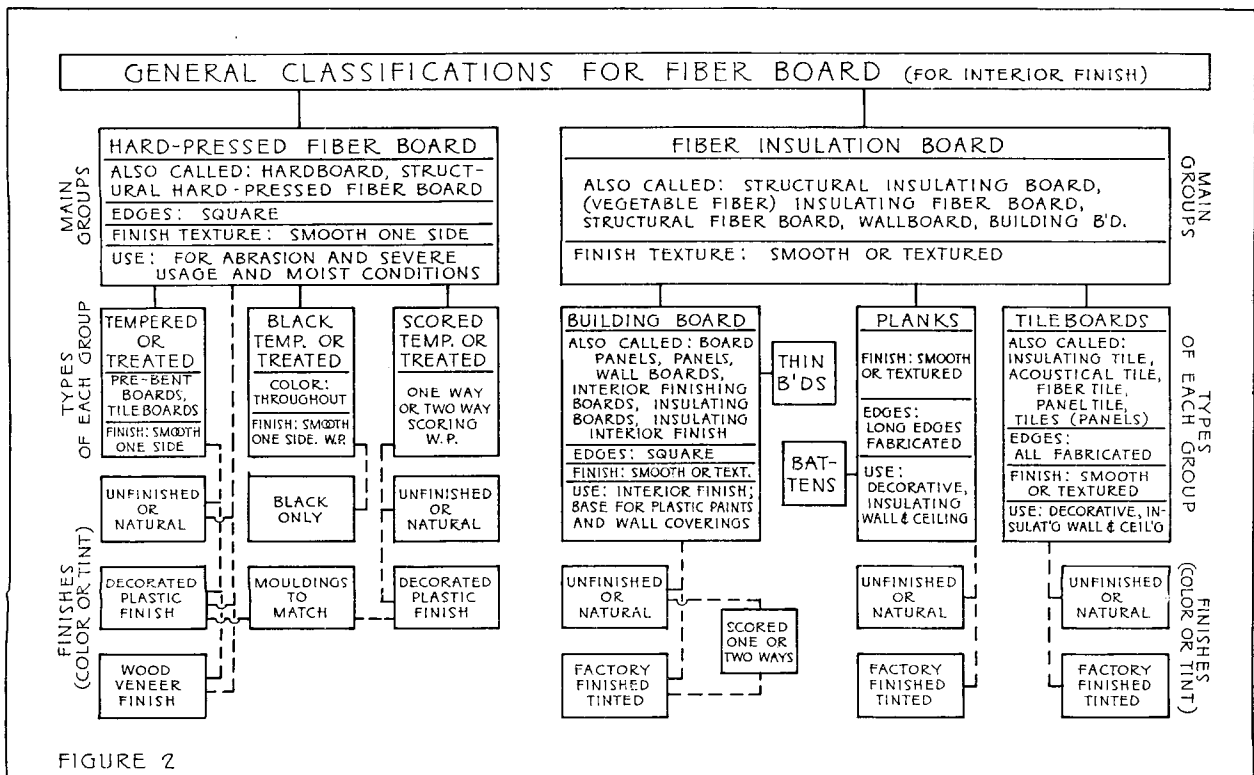 GENERAL CLASSIFICATIONS FOR FIBER BOARD (FOR INTERIOR FINISH)
MAIN
GROUPS
HARD-PRESSED FIBER BOARD
ALSO CALLED: HARDBOARD, STRUCT-
URAL HARD-PRESSED FIBER BOARD
EDGES: SQUARE
FINISH TEXTURE: SMOOTH ONE SIDE
USE: FOR ABRASION AND SEVERE
USAGE AND MOIST CONDITIONS
FIBER INSULATION BOARD
ALSO CALLED: STRUCTURAL INSULATING BOARD,
(VEGETABLE FIBER) INSULATING FIBER BOARD,
STRUCTURAL FIBER BOARD, WALLBOARD, BUILDING B'D.
FINISH TEXTURE: SMOOTH OR TEXTURED
MAIN
GROUPS
TYPES
OF EACH GROUP
TEMPERED
OR
TREATED
PRE-BENT
BOARDS,
TILE BOARDS
FINISH: SMOOTH
ONE SIDE
BLACK
TEMP. OR
TREATED
COLOR:
THROUGHOUT
FINISH: SMOOTH
ONE SIDE. W.P.
SCORED
TEMP. OR
TREATED
ONE WAY
OR TWO WAY
SCORING
W.P.
BUILDING BOARD
ALSO CALLED: BOARD
PANELS, PANELS,
WALL BOARDS,
INTERIOR FINISHING
BOARDS, INSULATING
BOARDS, INSULATING
INTERIOR FINISH
EDGES: SQUARE
FINISH: SMOOTH OR TEXT.
USE: INTERIOR FINISH;
BASE FOR PLASTIC PAINTS
AND WALL COVERINGS
THIN
B'DS
BAT-
TENS
PLANKS
FINISH: SMOOTH
OR TEXTURED
EDGES:
LONG EDGES
FABRICATED
USE:
DECORATIVE,
INSULATING
WALL & CEILING
TILEBOARDS
ALSO CALLED:
INSULATING TILE,
ACOUSTICAL TILE,
FIBER TILE,
PANEL TILE,
TILES (PANELS)
EDGES:
ALL FABRICATED
FINISH: SMOOTH
OR TEXTURED
USE: DECORATIVE, IN-
SULAT'G WALL & CEIL'G
TYPES
OF EACH GROUP
FINISHES
(COLOR OR TINT)
UNFINISHED
OR
NATURAL
BLACK
ONLY
UNFINISHED
OR
NATURAL
DECORATED
PLASTIC
FINISH
MOULDINGS
TO
MATCH
DECORATED
PLASTIC
FINISH
WOOD
VENEER
FINISH
UNFINISHED
OR
NATURAL
SCORED
ONE OR
TWO WAYS
FACTORY
FINISHED
TINTED
UNFINISHED
OR
NATURAL
FACTORY
FINISHED
TINTED
UNFINISHED
OR
NATURAL
FACTORY
FINISHED
TINTED
FINISHES
(COLOR OR TINT)
FIGURE 2